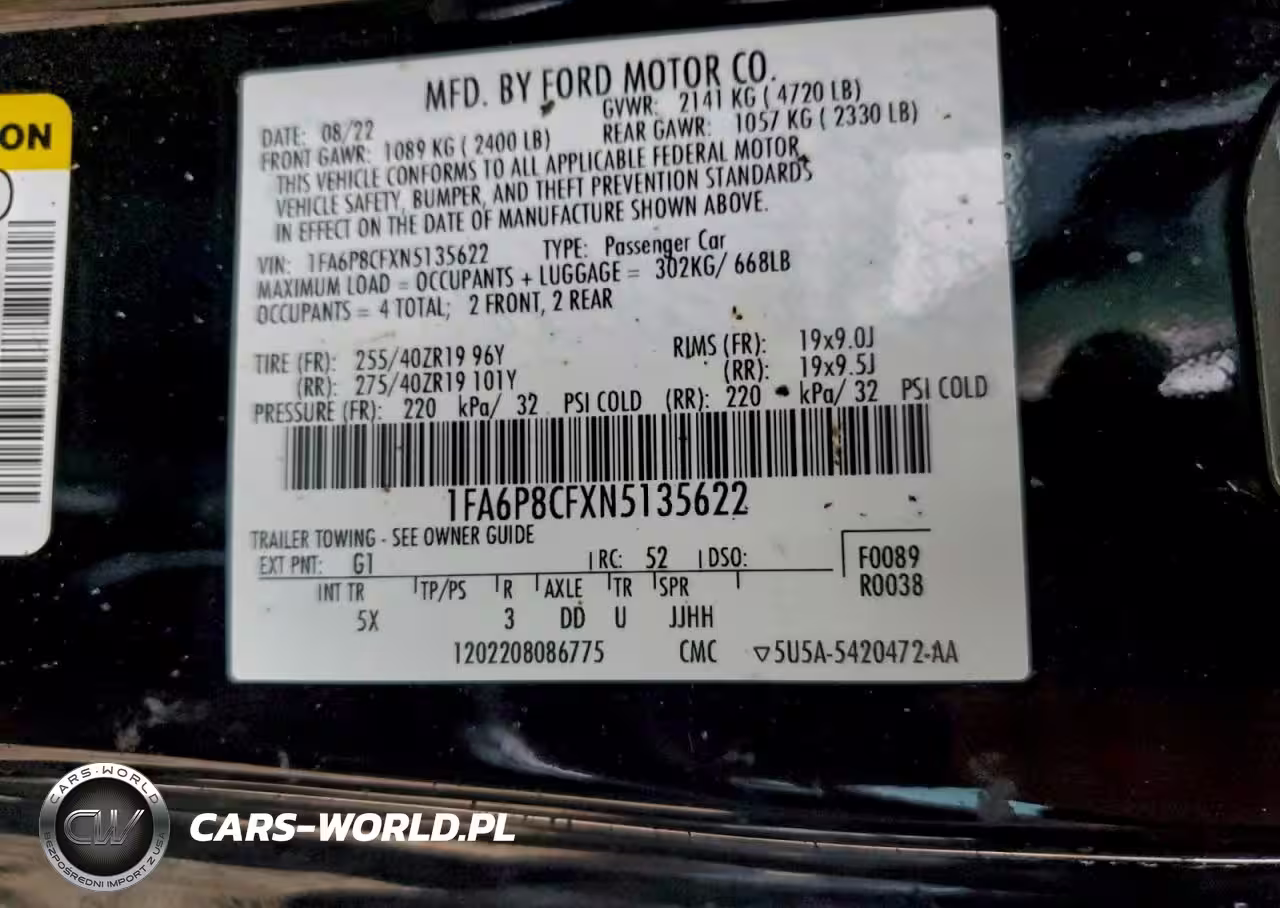 ON
MFD. BY FORD MOTOR CO.
DATE: 08/22 GVWR: 2141 KG ( 4720 LB)
FRONT GAWR: 1089 KG ( 2400 LB) REAR GAWR: 1057 KG ( 2330 LB)
THIS VEHICLE CONFORMS TO ALL APPLICABLE FEDERAL MOTOR
VEHICLE SAFETY, BUMPER, AND THEFT PREVENTION STANDARDS
IN EFFECT ON THE DATE OF MANUFACTURE SHOWN ABOVE.
VIN: 1FA6P8CFXN5135622 TYPE: Passenger Car
MAXIMUM LOAD = OCCUPANTS + LUGGAGE = 302KG/ 668LB
OCCUPANTS = 4 TOTAL; 2 FRONT, 2 REAR
TIRE (FR): 255/40ZR19 96Y RIMS (FR): 19x9.0J
(RR): 275/40ZR19 101Y (RR): 19x9.5J
PRESSURE (FR): 220 kPa/ 32 PSI COLD (RR): 220 kPa/ 32 PSI COLD
1FA6P8CFXN5135622
TRAILER TOWING - SEE OWNER GUIDE
EXT PNT: G1 RC: 52 DSO: F0089
INT TR TP/PS R AXLE TR SPR R0038
5X 3 DD U JJHH
1202208086775 CMC ▽5U5A-5420472-AA
CARS-WORLD
CW
BEZPOŚREDNI IMPORT Z USA
CARS-WORLD.PL